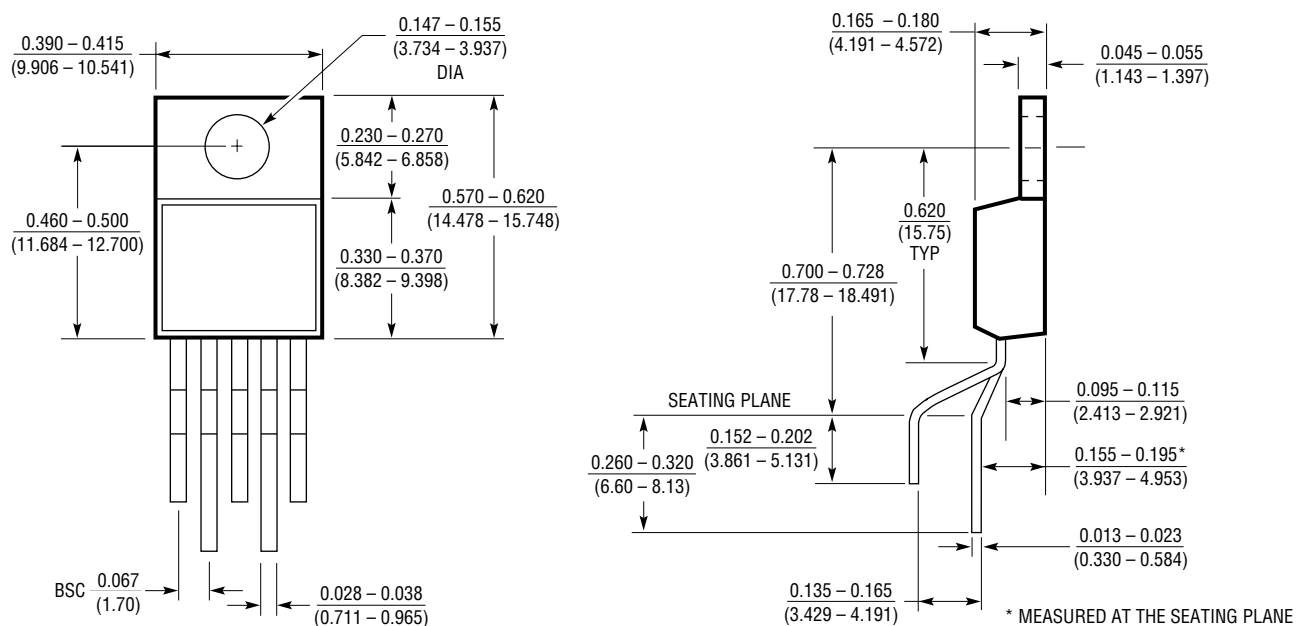 0.390 – 0.415
(9.906 – 10.541)
0.147 – 0.155
(3.734 – 3.937)
DIA
0.230 – 0.270
(5.842 – 6.858)
0.460 – 0.500
(11.684 – 12.700)
0.570 – 0.620
(14.478 – 15.748)
0.330 – 0.370
(8.382 – 9.398)
BSC 0.067
(1.70)
0.028 – 0.038
(0.711 – 0.965)
0.165 – 0.180
(4.191 – 4.572)
0.045 – 0.055
(1.143 – 1.397)
0.620
(15.75)
TYP
0.700 – 0.728
(17.78 – 18.491)
SEATING PLANE
0.152 – 0.202
(3.861 – 5.131)
0.260 – 0.320
(6.60 – 8.13)
0.095 – 0.115
(2.413 – 2.921)
0.155 – 0.195*
(3.937 – 4.953)
0.013 – 0.023
(0.330 – 0.584)
0.135 – 0.165
(3.429 – 4.191)
* MEASURED AT THE SEATING PLANE